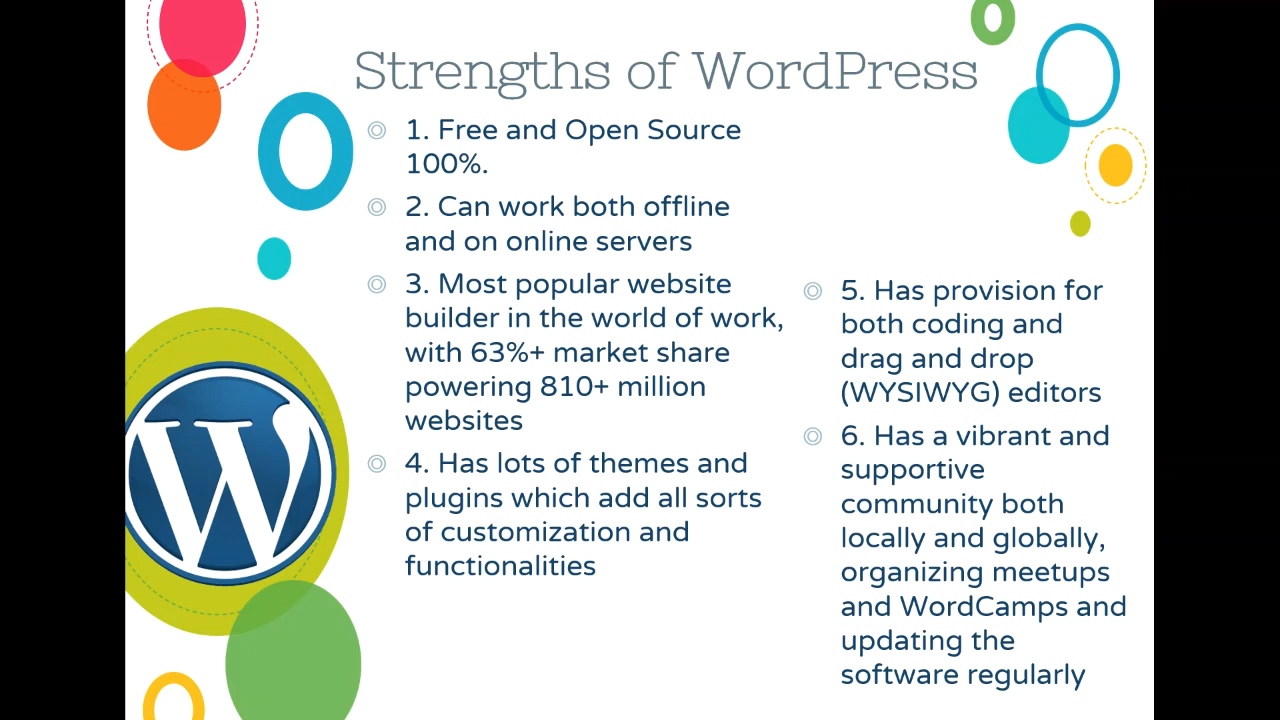 Strengths of WordPress
1. Free and Open Source
100%.
2. Can work both offline
and on online servers
3. Most popular website
builder in the world of work,
with 63%+ market share
powering 810+ million
websites
4. Has lots of themes and
plugins which add all sorts
of customization and
functionalities
5. Has provision for
both coding and
drag and drop
(WYSIWYG) editors
6. Has a vibrant and
supportive
community both
locally and globally,
organizing meetups
and WordCamps and
updating the
software regularly
W